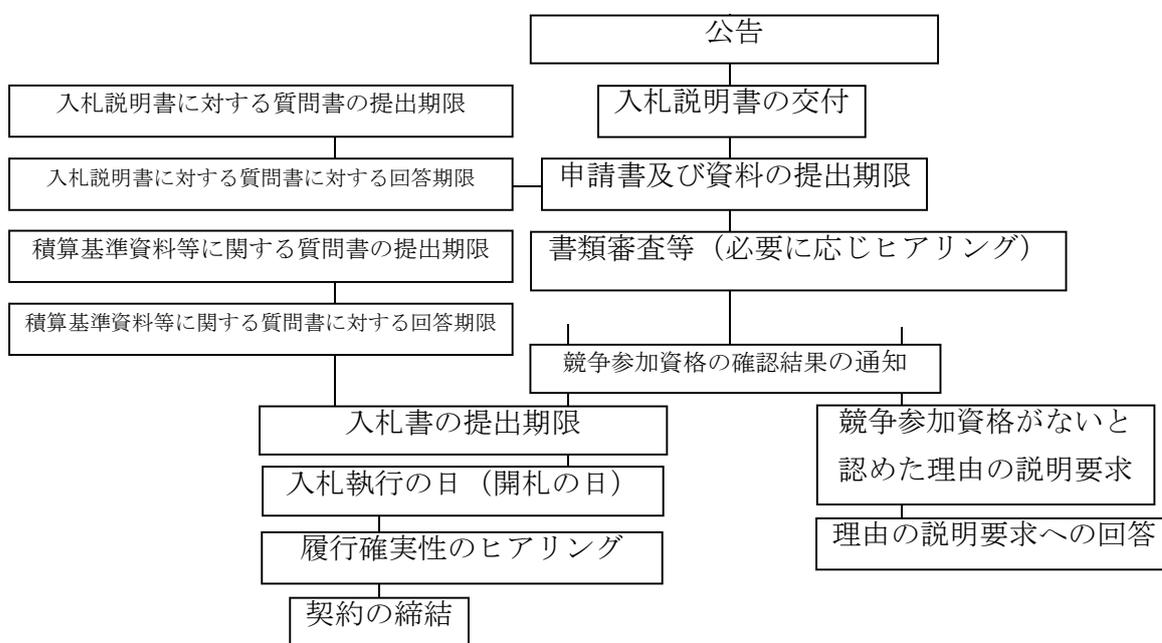 公告
入札説明書に対する質問書の提出期限
入札説明書の交付
入札説明書に対する質問書に対する回答期限
申請書及び資料の提出期限
積算基準資料等に関する質問書の提出期限
書類審査等（必要に応じヒアリング）
積算基準資料等に関する質問書に対する回答期限
競争参加資格の確認結果の通知
入札書の提出期限
競争参加資格がないと
認めた理由の説明要求
入札執行の日（開札の日）
理由の説明要求への回答
履行確実性のヒアリング
契約の締結